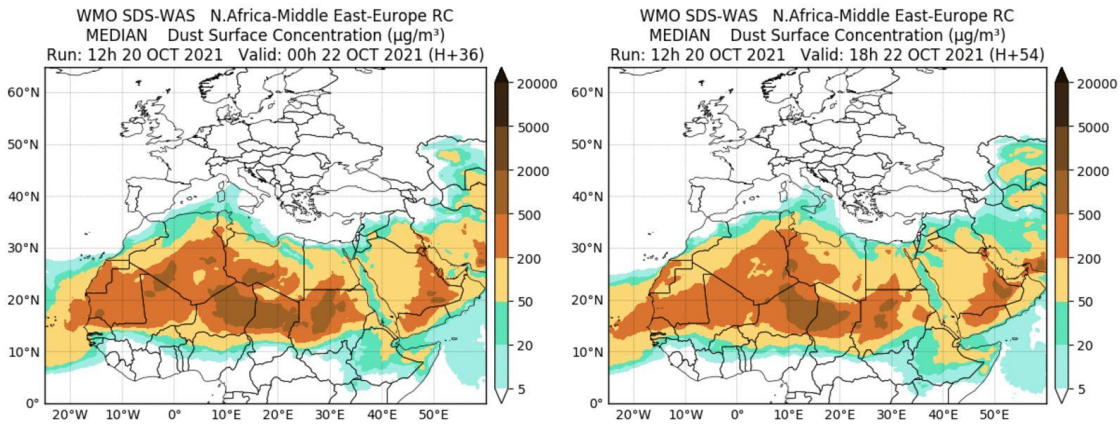 WMO SDS-WAS N.Africa-Middle East-Europe RC
MEDIAN Dust Surface Concentration (µg/m³)
Run: 12h 20 OCT 2021 Valid: 00h 22 OCT 2021 (H+36)
60°N
50°N
40°N
30°N
20°N
10°N
0°
20°W
10°W
0°
10°E
20°E
30°E
40°E
50°E
20000
5000
2000
500
200
50
20
5
WMO SDS-WAS N.Africa-Middle East-Europe RC
MEDIAN Dust Surface Concentration (µg/m³)
Run: 12h 20 OCT 2021 Valid: 18h 22 OCT 2021 (H+54)
60°N
50°N
40°N
30°N
20°N
10°N
0°
20°W
10°W
0°
10°E
20°E
30°E
40°E
50°E
20000
5000
2000
500
200
50
20
5